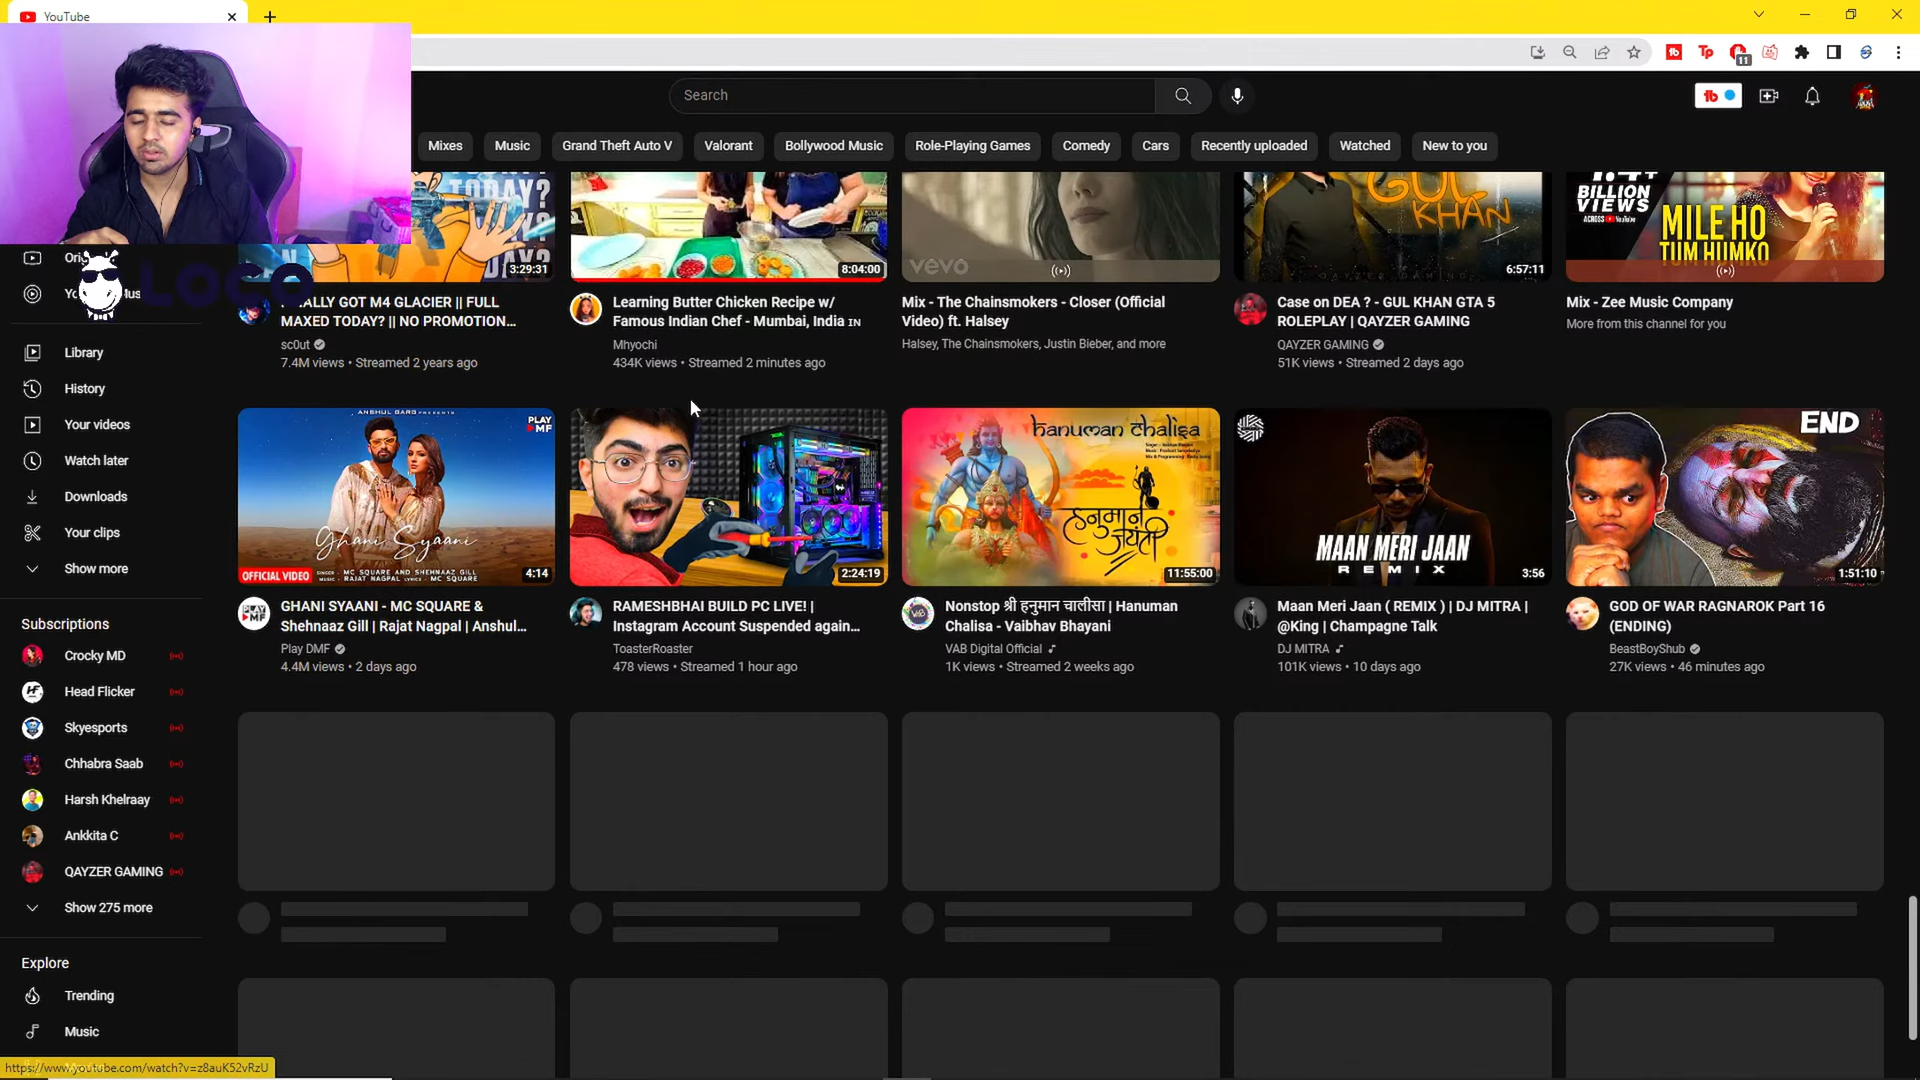 YouTube
11
Search
Mixes
Music
Grand Theft Auto V
Valorant
Bollywood Music
Role-Playing Games
Comedy
Cars
Recently uploaded
Watched
New to you
TODAY?
3:29:31
8:04:00
vevo
GUL
KHAN
6:57:11
BILLION
VIEWS
ACROSS YouTube
MILE HO
TUM HUMKO
LOCO
M4 GLACIER || FULL
MAXED TODAY? || NO PROMOTION...
sc0ut
7.4M views • Streamed 2 years ago
Learning Butter Chicken Recipe w/
Famous Indian Chef - Mumbai, India IN
Mhyochi
434K views • Streamed 2 minutes ago
Mix - The Chainsmokers - Closer (Official
Video) ft. Halsey
Halsey, The Chainsmokers, Justin Bieber, and more
Case on DEA ? - GUL KHAN GTA 5
ROLEPLAY | QAYZER GAMING
QAYZER GAMING
51K views • Streamed 2 days ago
Mix - Zee Music Company
More from this channel for you
Library
History
Your videos
Watch later
Downloads
Your clips
Show more
Subscriptions
Crocky MD
Head Flicker
Skyesports
Chhabra Saab
Harsh Khelraay
Ankkita C
QAYZER GAMING
Show 275 more
Explore
Trending
Music
ANSHUL GARG PRESENTS
PLAY
DMF
Ghani Syaani
OFFICIAL VIDEO
4:14
GHANI SYAANI - MC SQUARE &
Shehnaaz Gill | Rajat Nagpal | Anshul...
Play DMF
4.4M views • 2 days ago
2:24:19
RAMESHBHAI BUILD PC LIVE! |
Instagram Account Suspended again...
ToasterRoaster
478 views • Streamed 1 hour ago
hanuman chalisa
हनुमान
जयंती
11:55:00
Nonstop श्री हनुमान चालीसा | Hanuman
Chalisa - Vaibhav Bhayani
VAB Digital Official
1K views • Streamed 2 weeks ago
MAAN MERI JAAN
REMIX
3:56
Maan Meri Jaan ( REMIX ) | DJ MITRA |
@King | Champagne Talk
DJ MITRA
101K views • 10 days ago
END
1:51:10
GOD OF WAR RAGNAROK Part 16
(ENDING)
BeastBoyShub
27K views • 46 minutes ago
https://www.youtube.com/watch?v=z8auK52vRzU